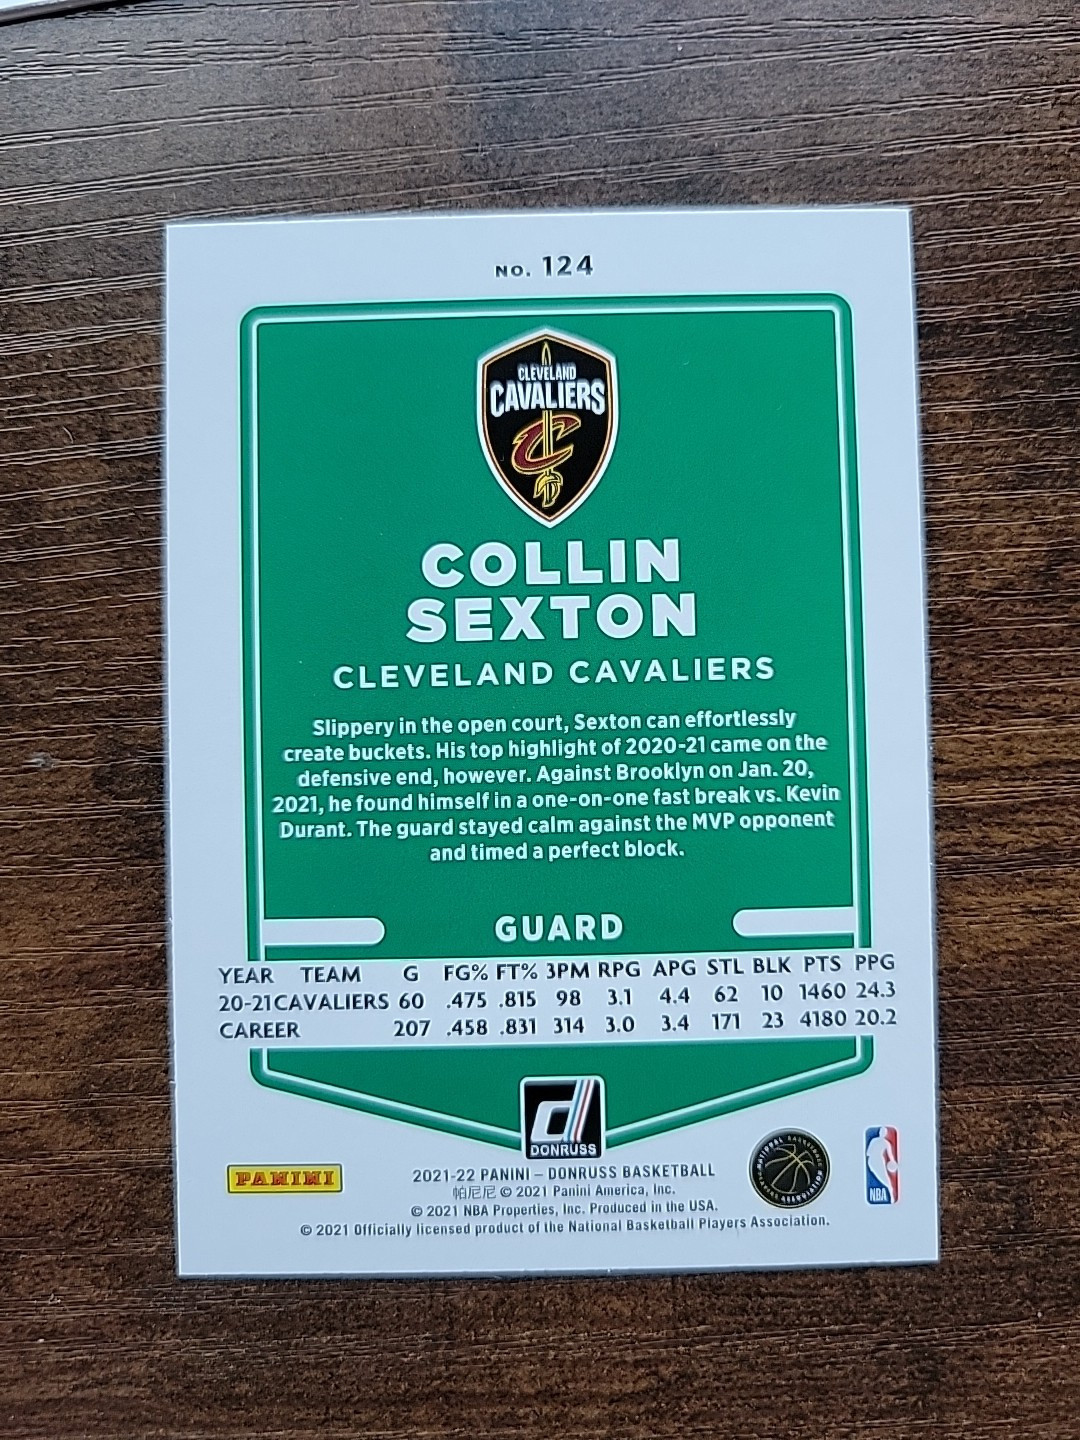 NO. 124
CLEVELAND
CAVALIERS
C
COLLIN
SEXTON
CLEVELAND CAVALIERS
Slippery in the open court, Sexton can effortlessly
create buckets. His top highlight of 2020-21 came on the
defensive end, however. Against Brooklyn on Jan. 20,
2021, he found himself in a one-on-one fast break vs. Kevin
Durant. The guard stayed calm against the MVP opponent
and timed a perfect block.
GUARD
YEAR TEAM G FG% FT% 3PM RPG APG STL BLK PTS PPG
20-21 CAVALIERS 60 .475 .815 98 3.1 4.4 62 10 1460 24.3
CAREER 207 .458 .831 314 3.0 3.4 171 23 4180 20.2
d
DONRUSS
PANINI
2021-22 PANINI – DONRUSS BASKETBALL
帕尼尼 © 2021 Panini America, Inc.
© 2021 NBA Properties, Inc. Produced in the USA.
© 2021 Officially licensed product of the National Basketball Players Association.
NATIONAL BASKETBALL
PLAYERS ASSOCIATION
NBA